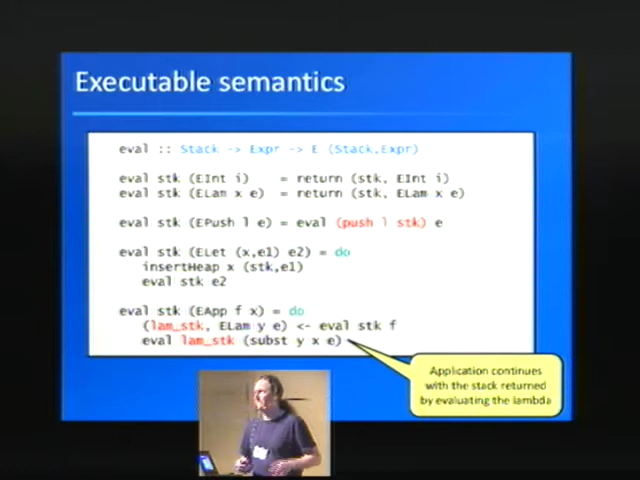 Executable semantics
eval :: Stack -> Expr -> E (Stack,Expr)
eval stk (EInt i) = return (stk, EInt i)
eval stk (ELam x e) = return (stk, ELam x e)
eval stk (EPush l e) = eval (push l stk) e
eval stk (ELet (x,e1) e2) = do
insertHeap x (stk,e1)
eval stk e2
eval stk (EApp f x) = do
(lam_stk, ELam y e) <- eval stk f
eval lam_stk (subst y x e)
Application continues
with the stack returned
by evaluating the lambda